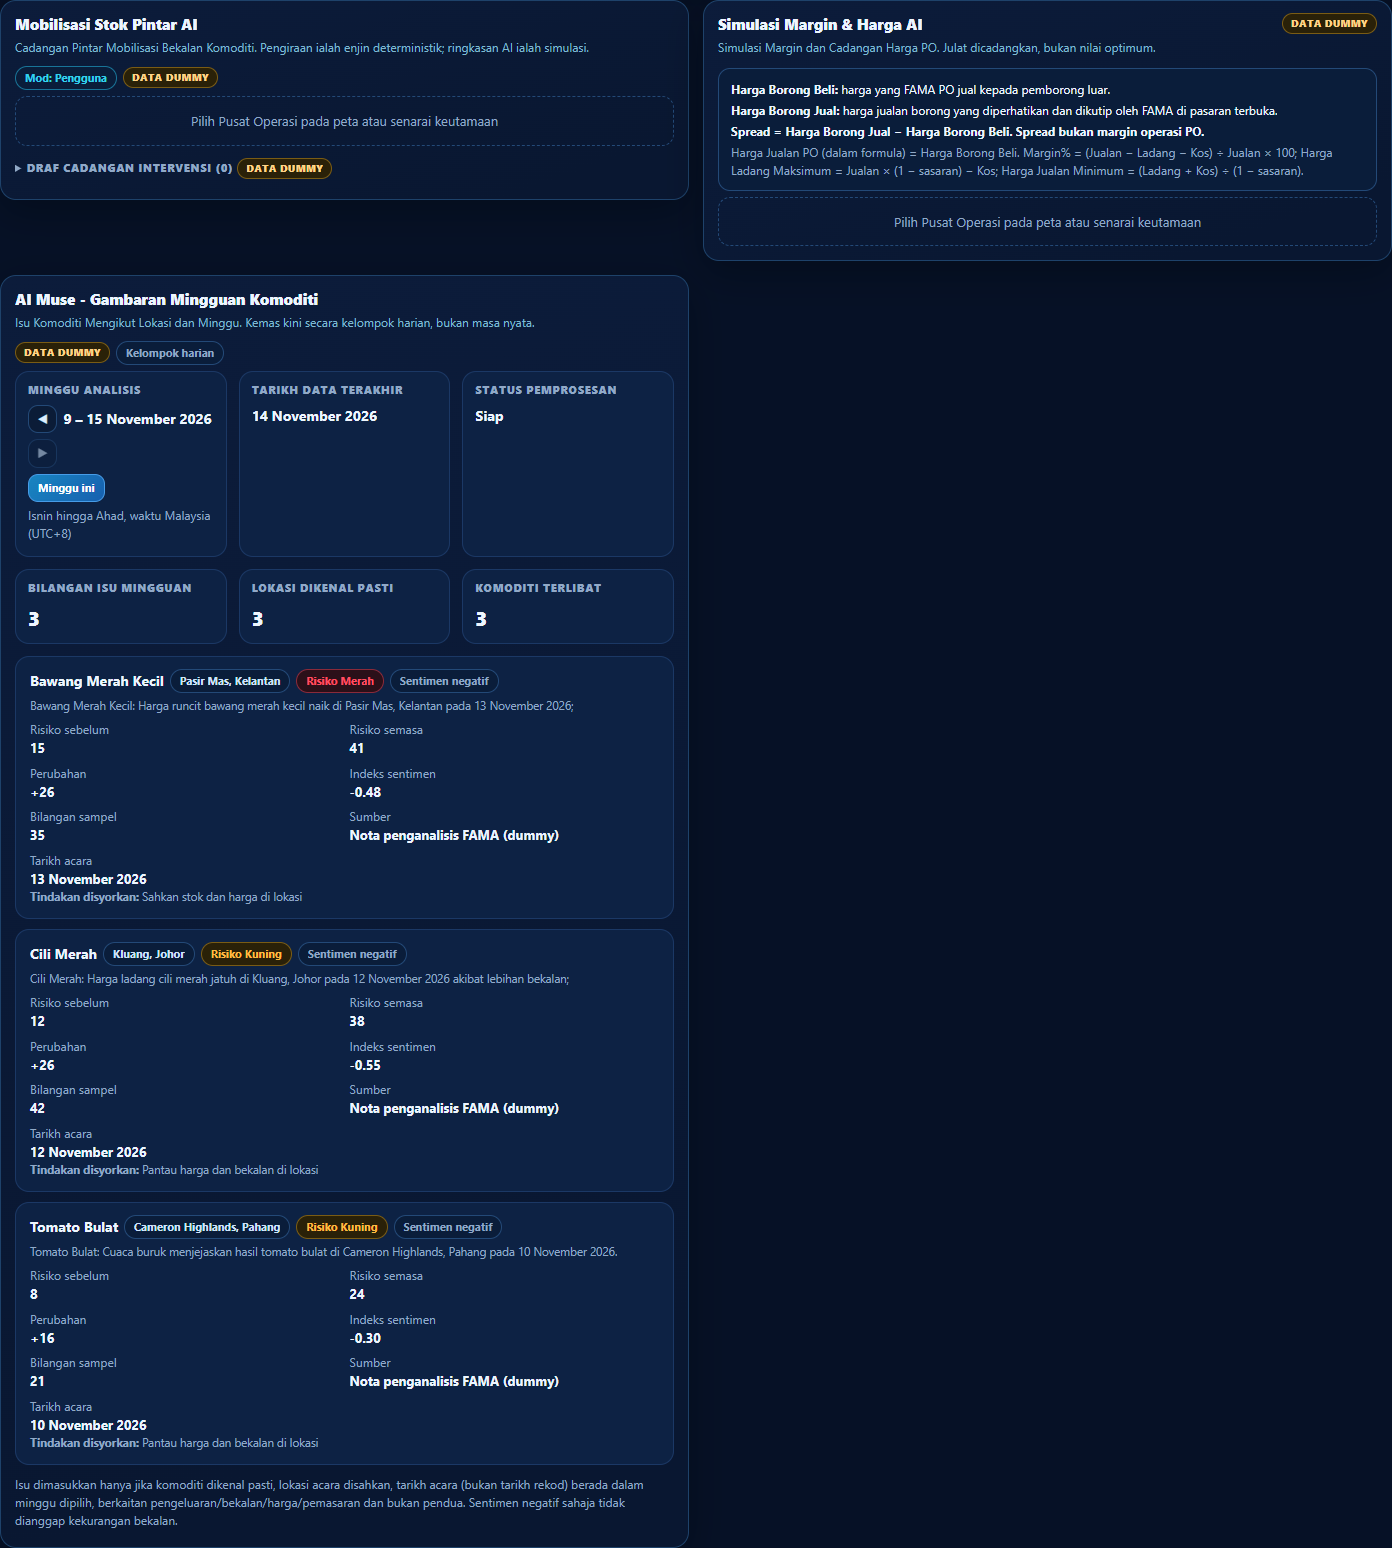 Mobilisasi Stok Pintar AI
Cadangan Pintar Mobilisasi Bekalan Komoditi. Pengiraan ialah enjin deterministik; ringkasan AI ialah simulasi.
Mod: Pengguna
DATA DUMMY
Pilih Pusat Operasi pada peta atau senarai keutamaan
▶ DRAF CADANGAN INTERVENSI (0)
DATA DUMMY
Simulasi Margin & Harga AI
DATA DUMMY
Simulasi Margin dan Cadangan Harga PO. Julat dicadangkan, bukan nilai optimum.
Harga Borong Beli: harga yang FAMA PO jual kepada pemborong luar.
Harga Borong Jual: harga jualan borong yang diperhatikan dan dikutip oleh FAMA di pasaran terbuka.
Spread = Harga Borong Jual − Harga Borong Beli. Spread bukan margin operasi PO.
Harga Jualan PO (dalam formula) = Harga Borong Beli. Margin% = (Jualan − Ladang − Kos) ÷ Jualan × 100; Harga
Ladang Maksimum = Jualan × (1 − sasaran) − Kos; Harga Jualan Minimum = (Ladang + Kos) ÷ (1 − sasaran).
Pilih Pusat Operasi pada peta atau senarai keutamaan
AI Muse - Gambaran Mingguan Komoditi
Isu Komoditi Mengikut Lokasi dan Minggu. Kemas kini secara kelompok harian, bukan masa nyata.
DATA DUMMY
Kelompok harian
MINGGU ANALISIS
◀ 9 – 15 November 2026
▶
Minggu ini
Isnin hingga Ahad, waktu Malaysia
(UTC+8)
TARIKH DATA TERAKHIR
14 November 2026
STATUS PEMPROSESAN
Siap
BILANGAN ISU MINGGUAN
3
LOKASI DIKENAL PASTI
3
KOMODITI TERLIBAT
3
Bawang Merah Kecil
Pasir Mas, Kelantan
Risiko Merah
Sentimen negatif
Bawang Merah Kecil: Harga runcit bawang merah kecil naik di Pasir Mas, Kelantan pada 13 November 2026;
Risiko sebelum
15
Risiko semasa
41
Perubahan
+26
Indeks sentimen
-0.48
Bilangan sampel
35
Sumber
Nota penganalisis FAMA (dummy)
Tarikh acara
13 November 2026
Tindakan disyorkan: Sahkan stok dan harga di lokasi
Cili Merah
Kluang, Johor
Risiko Kuning
Sentimen negatif
Cili Merah: Harga ladang cili merah jatuh di Kluang, Johor pada 12 November 2026 akibat lebihan bekalan;
Risiko sebelum
12
Risiko semasa
38
Perubahan
+26
Indeks sentimen
-0.55
Bilangan sampel
42
Sumber
Nota penganalisis FAMA (dummy)
Tarikh acara
12 November 2026
Tindakan disyorkan: Pantau harga dan bekalan di lokasi
Tomato Bulat
Cameron Highlands, Pahang
Risiko Kuning
Sentimen negatif
Tomato Bulat: Cuaca buruk menjejaskan hasil tomato bulat di Cameron Highlands, Pahang pada 10 November 2026.
Risiko sebelum
8
Risiko semasa
24
Perubahan
+16
Indeks sentimen
-0.30
Bilangan sampel
21
Sumber
Nota penganalisis FAMA (dummy)
Tarikh acara
10 November 2026
Tindakan disyorkan: Pantau harga dan bekalan di lokasi
Isu dimasukkan hanya jika komoditi dikenal pasti, lokasi acara disahkan, tarikh acara (bukan tarikh rekod) berada dalam
minggu dipilih, berkaitan pengeluaran/bekalan/harga/pemasaran dan bukan pendua. Sentimen negatif sahaja tidak
dianggap kekurangan bekalan.